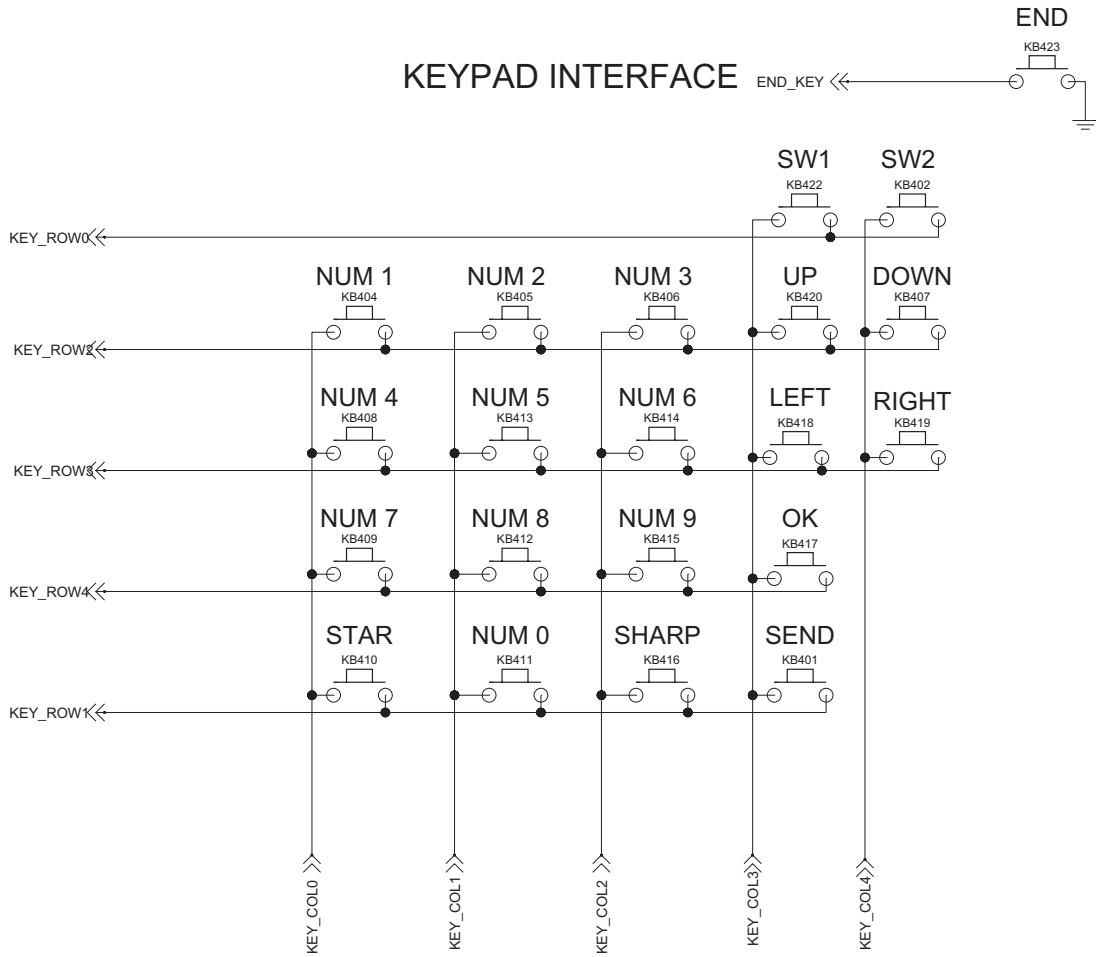 END
KB423
KEYPAD INTERFACE
END_KEY
SW1 SW2
KB422 KB402
KEY_ROW0
NUM 1 NUM 2 NUM 3 UP DOWN
KB404 KB405 KB406 KB420 KB407
KEY_ROW2
NUM 4 NUM 5 NUM 6 LEFT RIGHT
KB408 KB413 KB414 KB418 KB419
KEY_ROW3
NUM 7 NUM 8 NUM 9 OK
KB409 KB412 KB415 KB417
KEY_ROW4
STAR NUM 0 SHARP SEND
KB410 KB411 KB416 KB401
KEY_ROW1
KEY_COL0
KEY_COL1
KEY_COL2
KEY_COL3
KEY_COL4